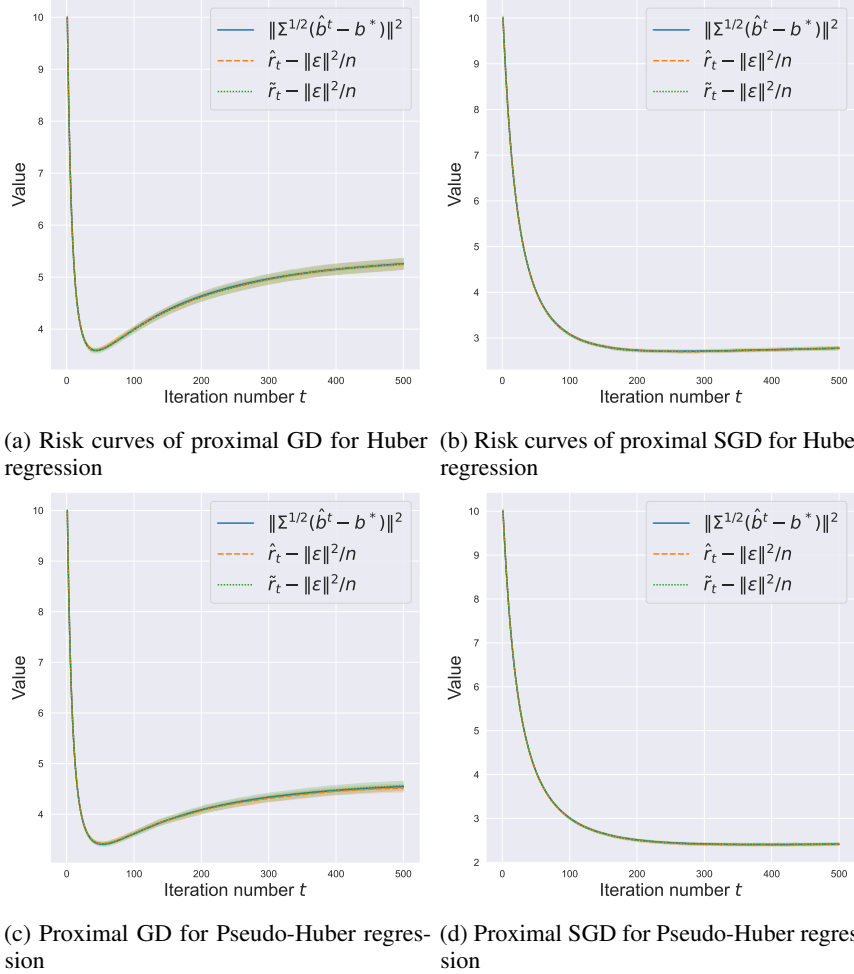 10
9
8
7
6
5
4
Value
‖Σ^{1/2}(b̂^t − b^*)‖^2
r̂_t − ‖ε‖^2/n
r̃_t − ‖ε‖^2/n
0 100 200 300 400 500
Iteration number t
10
9
8
7
6
5
4
3
Value
‖Σ^{1/2}(b̂^t − b^*)‖^2
r̂_t − ‖ε‖^2/n
r̃_t − ‖ε‖^2/n
0 100 200 300 400 500
Iteration number t
(a) Risk curves of proximal GD for Huber
regression
(b) Risk curves of proximal SGD for Hube
regression
10
9
8
7
6
5
4
Value
‖Σ^{1/2}(b̂^t − b^*)‖^2
r̂_t − ‖ε‖^2/n
r̃_t − ‖ε‖^2/n
0 100 200 300 400 500
Iteration number t
10
9
8
7
6
5
4
3
2
Value
‖Σ^{1/2}(b̂^t − b^*)‖^2
r̂_t − ‖ε‖^2/n
r̃_t − ‖ε‖^2/n
0 100 200 300 400 500
Iteration number t
(c) Proximal GD for Pseudo-Huber regres-
sion
(d) Proximal SGD for Pseudo-Huber regres
sion